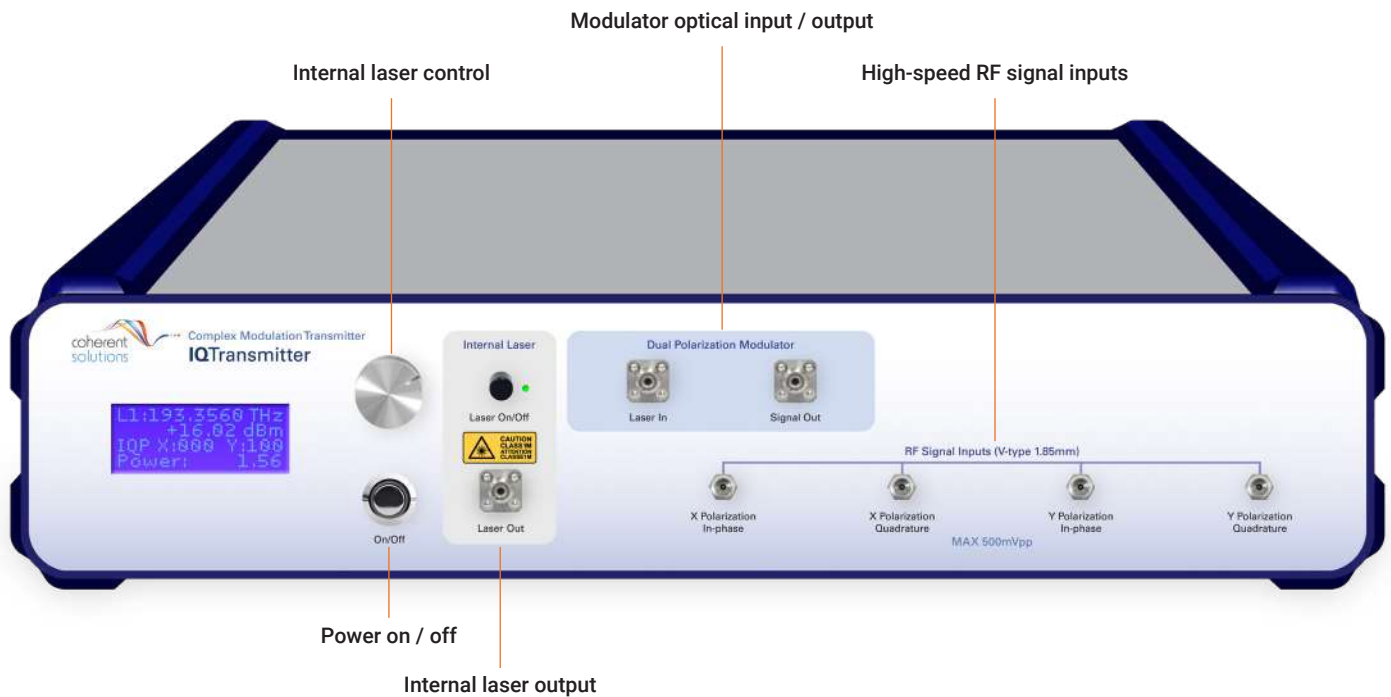 Modulator optical input / output
Internal laser control
High-speed RF signal inputs
coherent
solutions
Complex Modulation Transmitter
IQTransmitter
L1:193.3560 THz
+16.02 dBm
IQP X:000 Y:100
Power: 1.56
On/Off
Internal Laser
Laser On/Off
CAUTION
CLASS1M
ATTENTION
CLASSE1M
Laser Out
Dual Polarization Modulator
Laser In
Signal Out
RF Signal Inputs (V-type 1.85mm)
X Polarization
In-phase
X Polarization
Quadrature
Y Polarization
In-phase
Y Polarization
Quadrature
MAX 500mVpp
Power on / off
Internal laser output